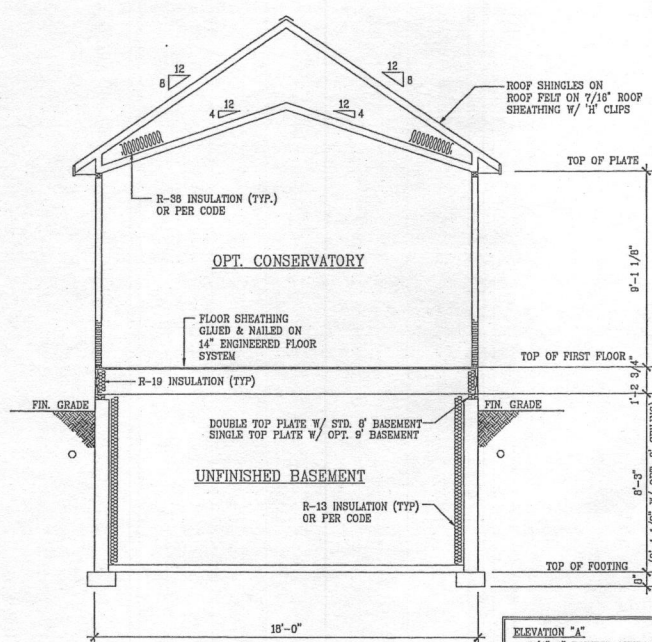 12
8
12
8
12
4
12
4
ROOF SHINGLES ON
ROOF FELT ON 7/16" ROOF
SHEATHING W/ 'H' CLIPS
TOP OF PLATE
R-38 INSULATION (TYP.)
OR PER CODE
OPT. CONSERVATORY
9'-1 1/8"
FLOOR SHEATHING
GLUED & NAILED ON
14" ENGINEERED FLOOR
SYSTEM
TOP OF FIRST FLOOR
R-19 INSULATION (TYP)
1'-2 3/4"
FIN. GRADE
FIN. GRADE
DOUBLE TOP PLATE W/ STD. 8' BASEMENT
SINGLE TOP PLATE W/ OPT. 9' BASEMENT
UNFINISHED BASEMENT
8'-3"
R-13 INSULATION (TYP)
OR PER CODE
TOP OF FOOTING
8"
18'-0"
ELEVATION "A"